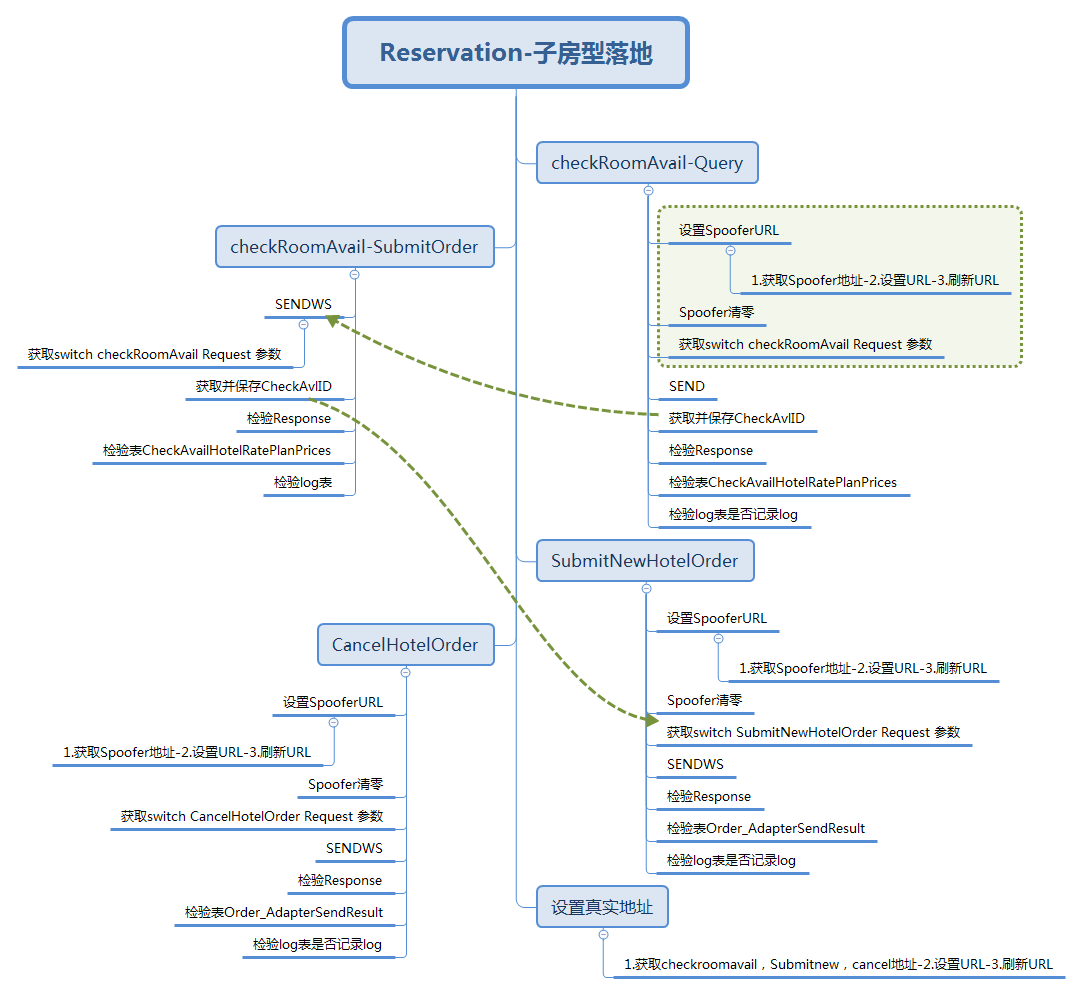 Reservation-子房型落地
checkRoomAvail-Query
设置SpooferURL
1.获取Spoofer地址-2.设置URL-3.刷新URL
Spoofer清零
获取switch checkRoomAvail Request 参数
SEND
获取并保存CheckAvlID
检验Response
检验表CheckAvailHotelRatePlanPrices
检验log表是否记录log
checkRoomAvail-SubmitOrder
SENDWS
获取switch checkRoomAvail Request 参数
获取并保存CheckAvlID
检验Response
检验表CheckAvailHotelRatePlanPrices
检验log表
SubmitNewHotelOrder
设置SpooferURL
1.获取Spoofer地址-2.设置URL-3.刷新URL
Spoofer清零
获取switch SubmitNewHotelOrder Request 参数
SENDWS
检验Response
检验表Order_AdapterSendResult
检验log表是否记录log
CancelHotelOrder
设置SpooferURL
1.获取Spoofer地址-2.设置URL-3.刷新URL
Spoofer清零
获取switch CancelHotelOrder Request 参数
SENDWS
检验Response
检验表Order_AdapterSendResult
检验log表是否记录log
设置真实地址
1.获取checkroomavail，Submitnew，cancel地址-2.设置URL-3.刷新URL